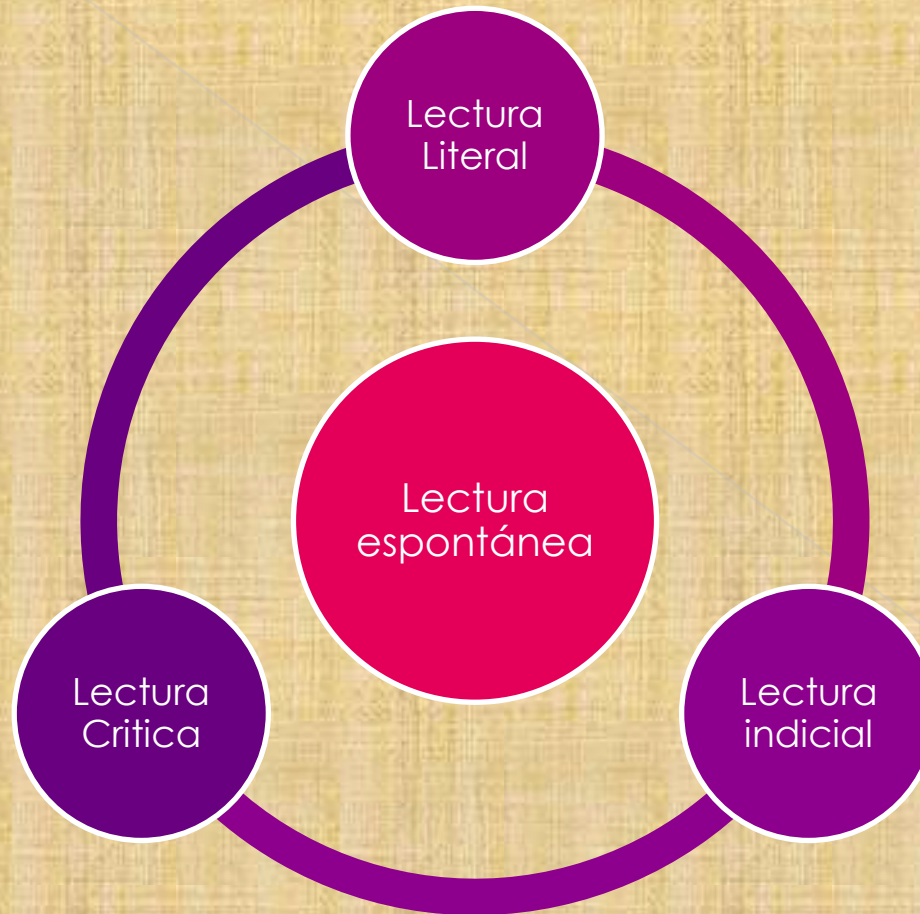 Lectura
Literal
Lectura
espontánea
Lectura
Critica
Lectura
indicial